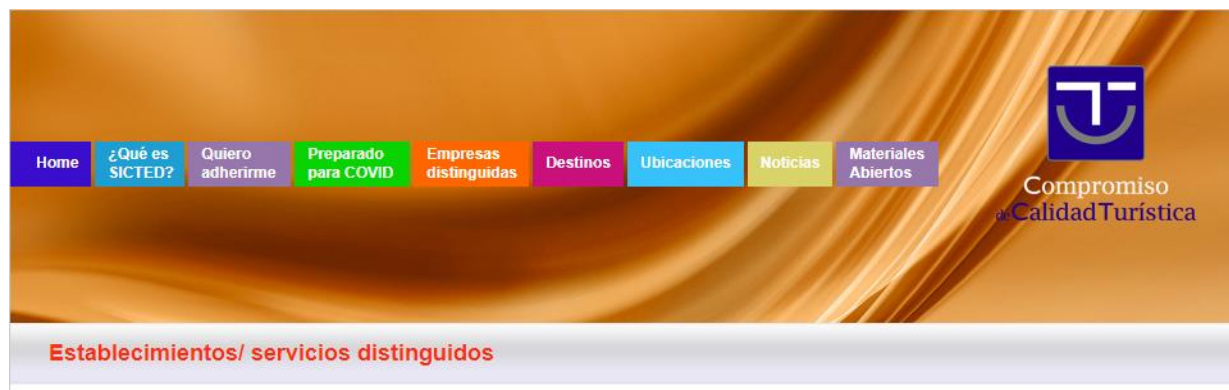 Home
¿Qué es
SICTED?
Quiero
adherirme
Preparado
para COVID
Empresas
distinguidas
Destinos
Ubicaciones
Noticias
Materiales
Abiertos
Compromiso
de Calidad Turística
Establecimientos/ servicios distinguidos